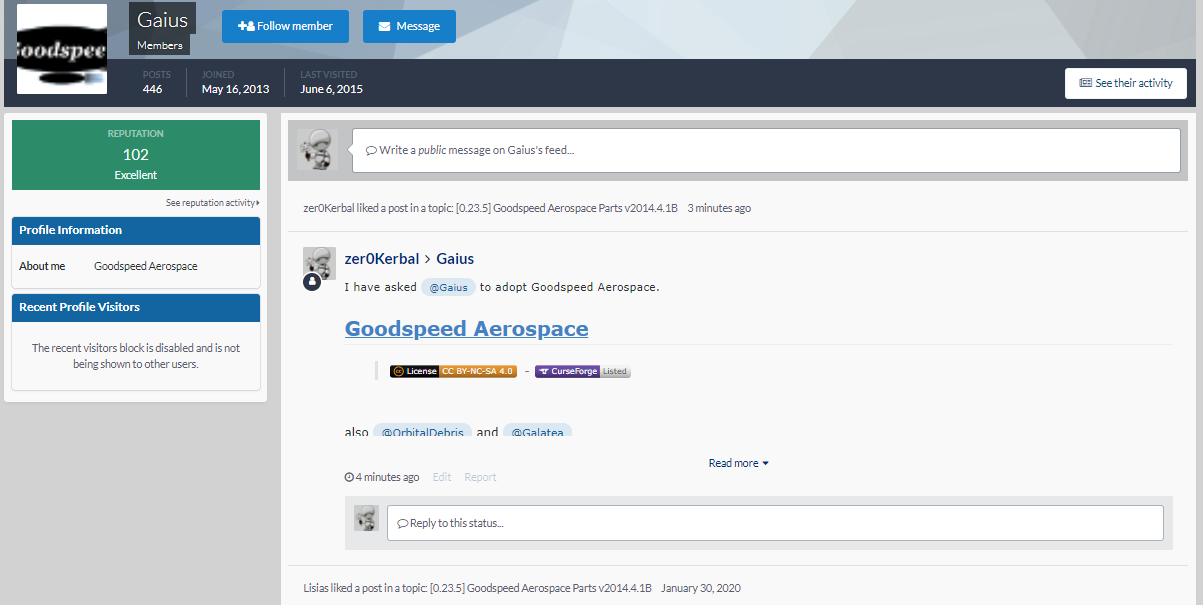 Goodspee
Gaius
Members
Follow member
Message
POSTS
446
JOINED
May 16, 2013
LAST VISITED
June 6, 2015
See their activity
REPUTATION
102
Excellent
See reputation activity
Profile Information
About me Goodspeed Aerospace
Recent Profile Visitors
The recent visitors block is disabled and is not
being shown to other users.
Write a public message on Gaius's feed...
zer0Kerbal liked a post in a topic: [0.23.5] Goodspeed Aerospace Parts v2014.4.1B 3 minutes ago
zer0Kerbal > Gaius
I have asked @Gaius to adopt Goodspeed Aerospace.
Goodspeed Aerospace
License CC BY-NC-SA 4.0 - CurseForge Listed
also @OrbitalDebris and @Galatea
Read more
4 minutes ago Edit Report
Reply to this status...
Lisias liked a post in a topic: [0.23.5] Goodspeed Aerospace Parts v2014.4.1B January 30, 2020